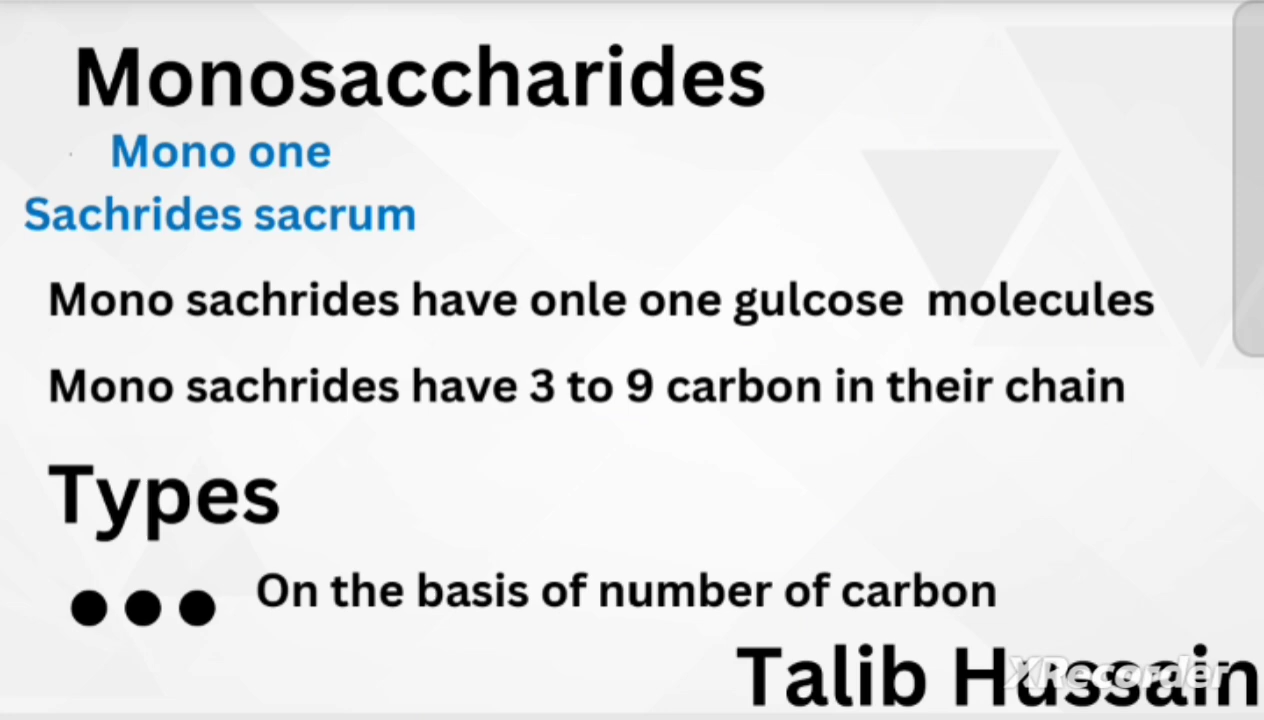 Monosaccharides
Mono one
Sachrides sacrum
Mono sachrides have onle one gulcose molecules
Mono sachrides have 3 to 9 carbon in their chain
Types
On the basis of number of carbon
Talib Hussain
XRecorder